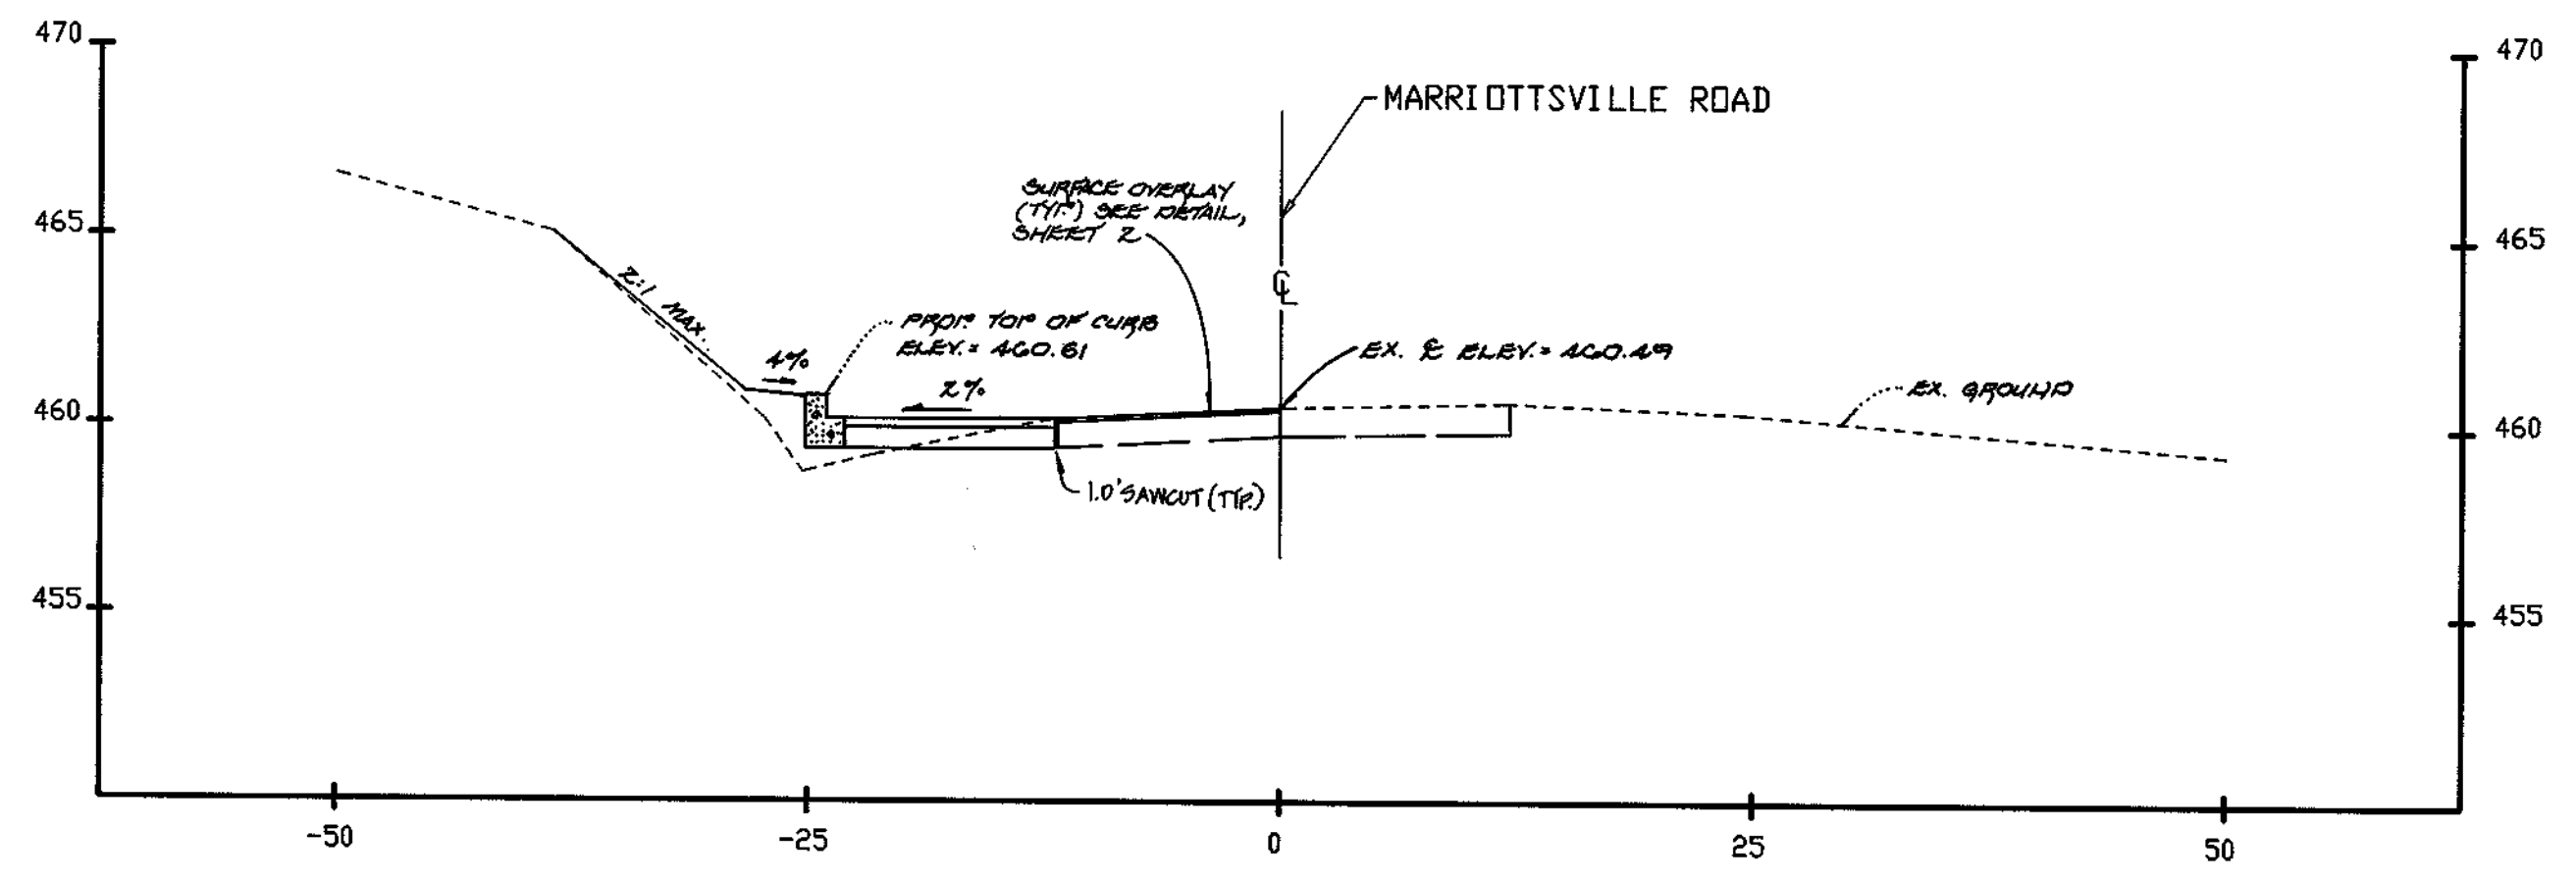 470
470
MARRIOTTSVILLE ROAD
SURFACE OVERLAY
(TYP.) SEE DETAIL,
SHEET 2
465
465
2:1 MAX.
℄
PROP. TOP OF CURB
ELEV.= 460.61
4%
2%
EX. ℄ ELEV.= 460.49
EX. GROUND
460
460
1.0' SAWCUT (TYP.)
455
455
-50
-25
0
25
50